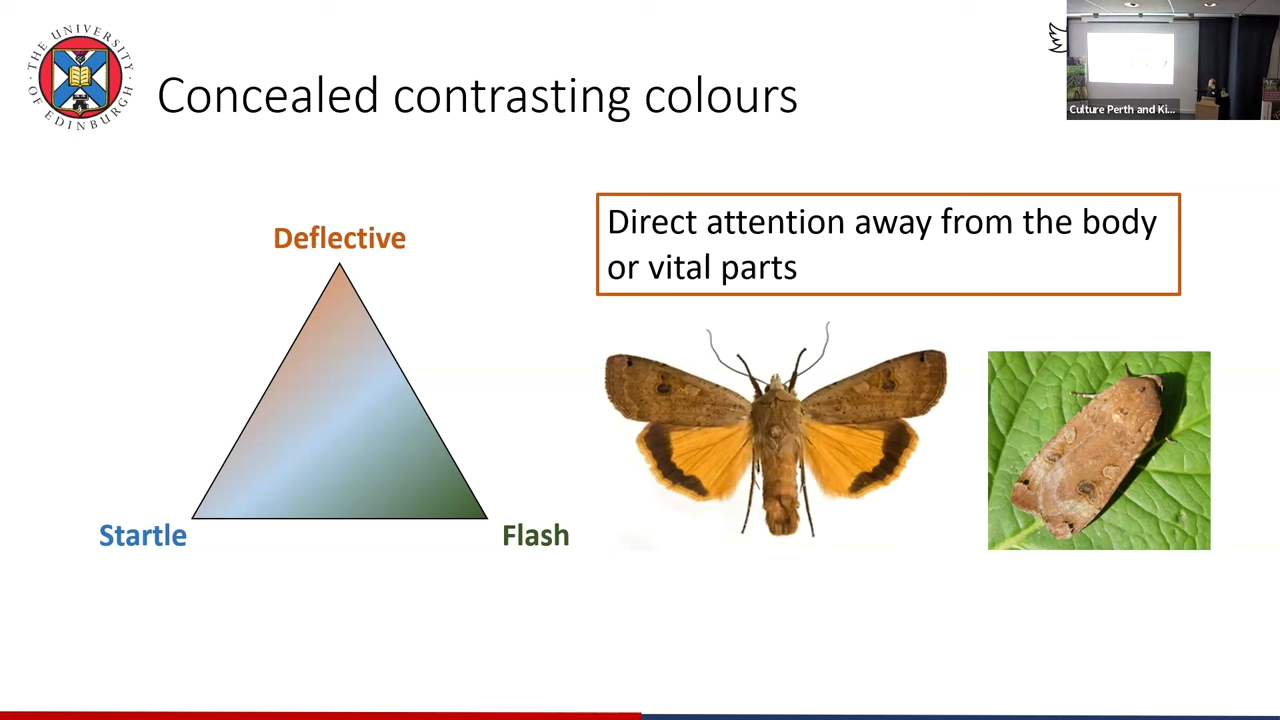 THE UNIVERSITY OF EDINBURGH
Concealed contrasting colours
Culture Perth and Ki...
Deflective
Direct attention away from the body
or vital parts
Startle
Flash